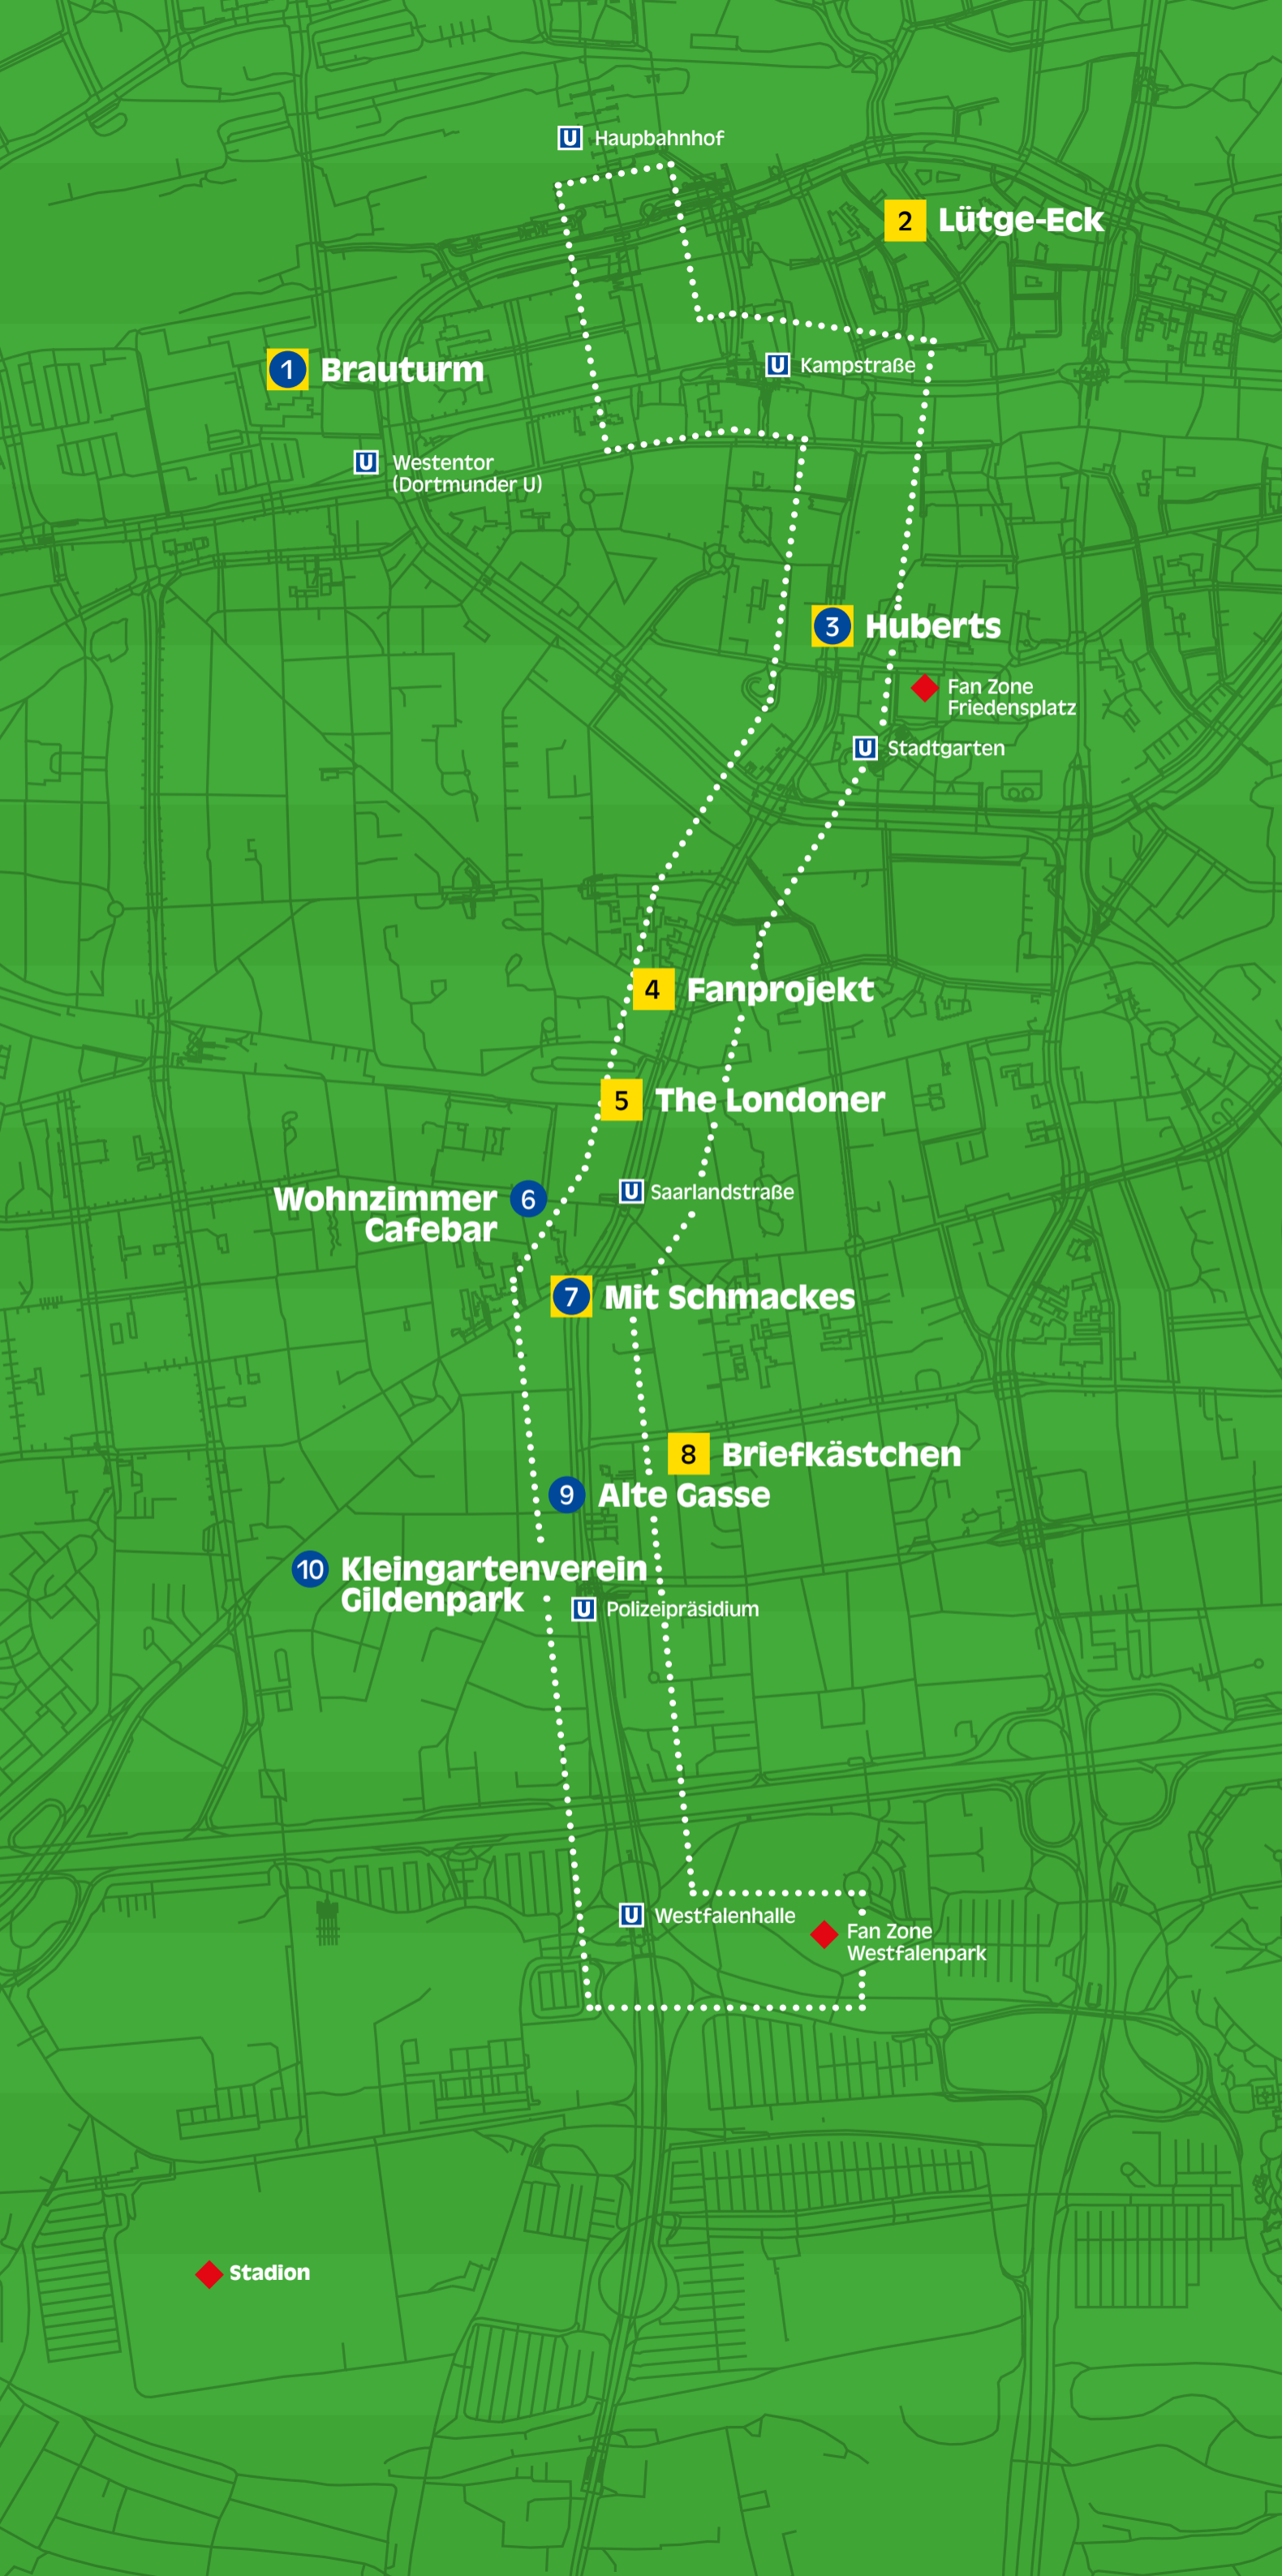 U Haupbahnhof
2 Lütge-Eck
U Kampstraße
1 Brauturm
U Westentor
(Dortmunder U)
3 Huberts
Fan Zone
Friedensplatz
U Stadtgarten
4 Fanprojekt
5 The Londoner
U Saarlandstraße
Wohnzimmer 6
Cafebar
7 Mit Schmackes
8 Briefkästchen
9 Alte Gasse
10 Kleingartenverein
Gildenpark
U Polizeipräsidium
U Westfalenhalle
Fan Zone
Westfalenpark
Stadion